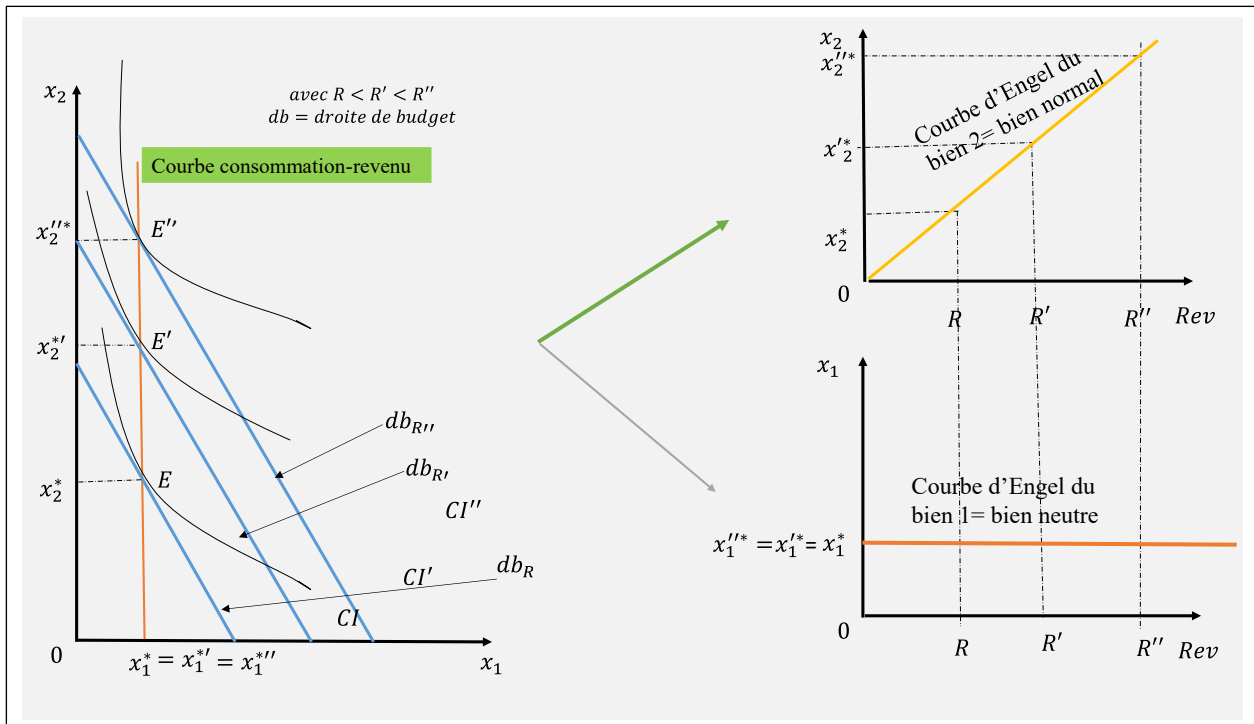 avec R < R′ < R′′
db = droite de budget
x₂
Courbe consommation-revenu
x₂′′*
E′′
x₂*′
E′
x₂*
E
db_R′′
db_R′
CI′′
db_R
CI′
CI
0
x₁* = x₁*′ = x₁*′′
x₁
x₂
x₂′′*
Courbe d’Engel du
bien 2= bien normal
x′₂*
x₂*
0
R
R′
R′′
Rev
x₁
Courbe d’Engel du
bien 1= bien neutre
x₁′′* = x₁′* = x₁*
0
R
R′
R′′
Rev